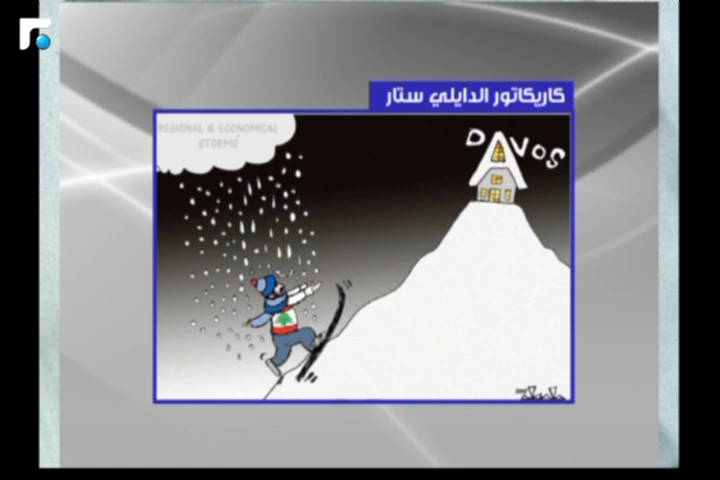 كاريكاتور الدايلي ستار
REGIONAL & ECONOMICAL
STORMS
DAVOS